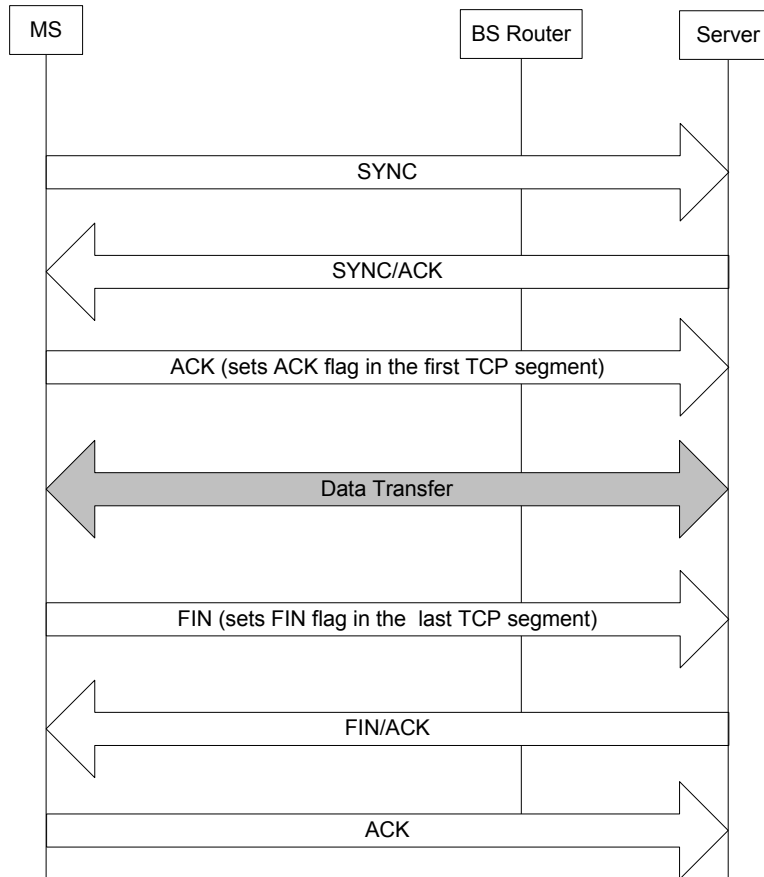 MS
BS Router
Server
SYNC
SYNC/ACK
ACK (sets ACK flag in the first TCP segment)
Data Transfer
FIN (sets FIN flag in the last TCP segment)
FIN/ACK
ACK